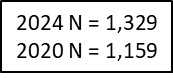 2024 N = 1,329
2020 N = 1,159